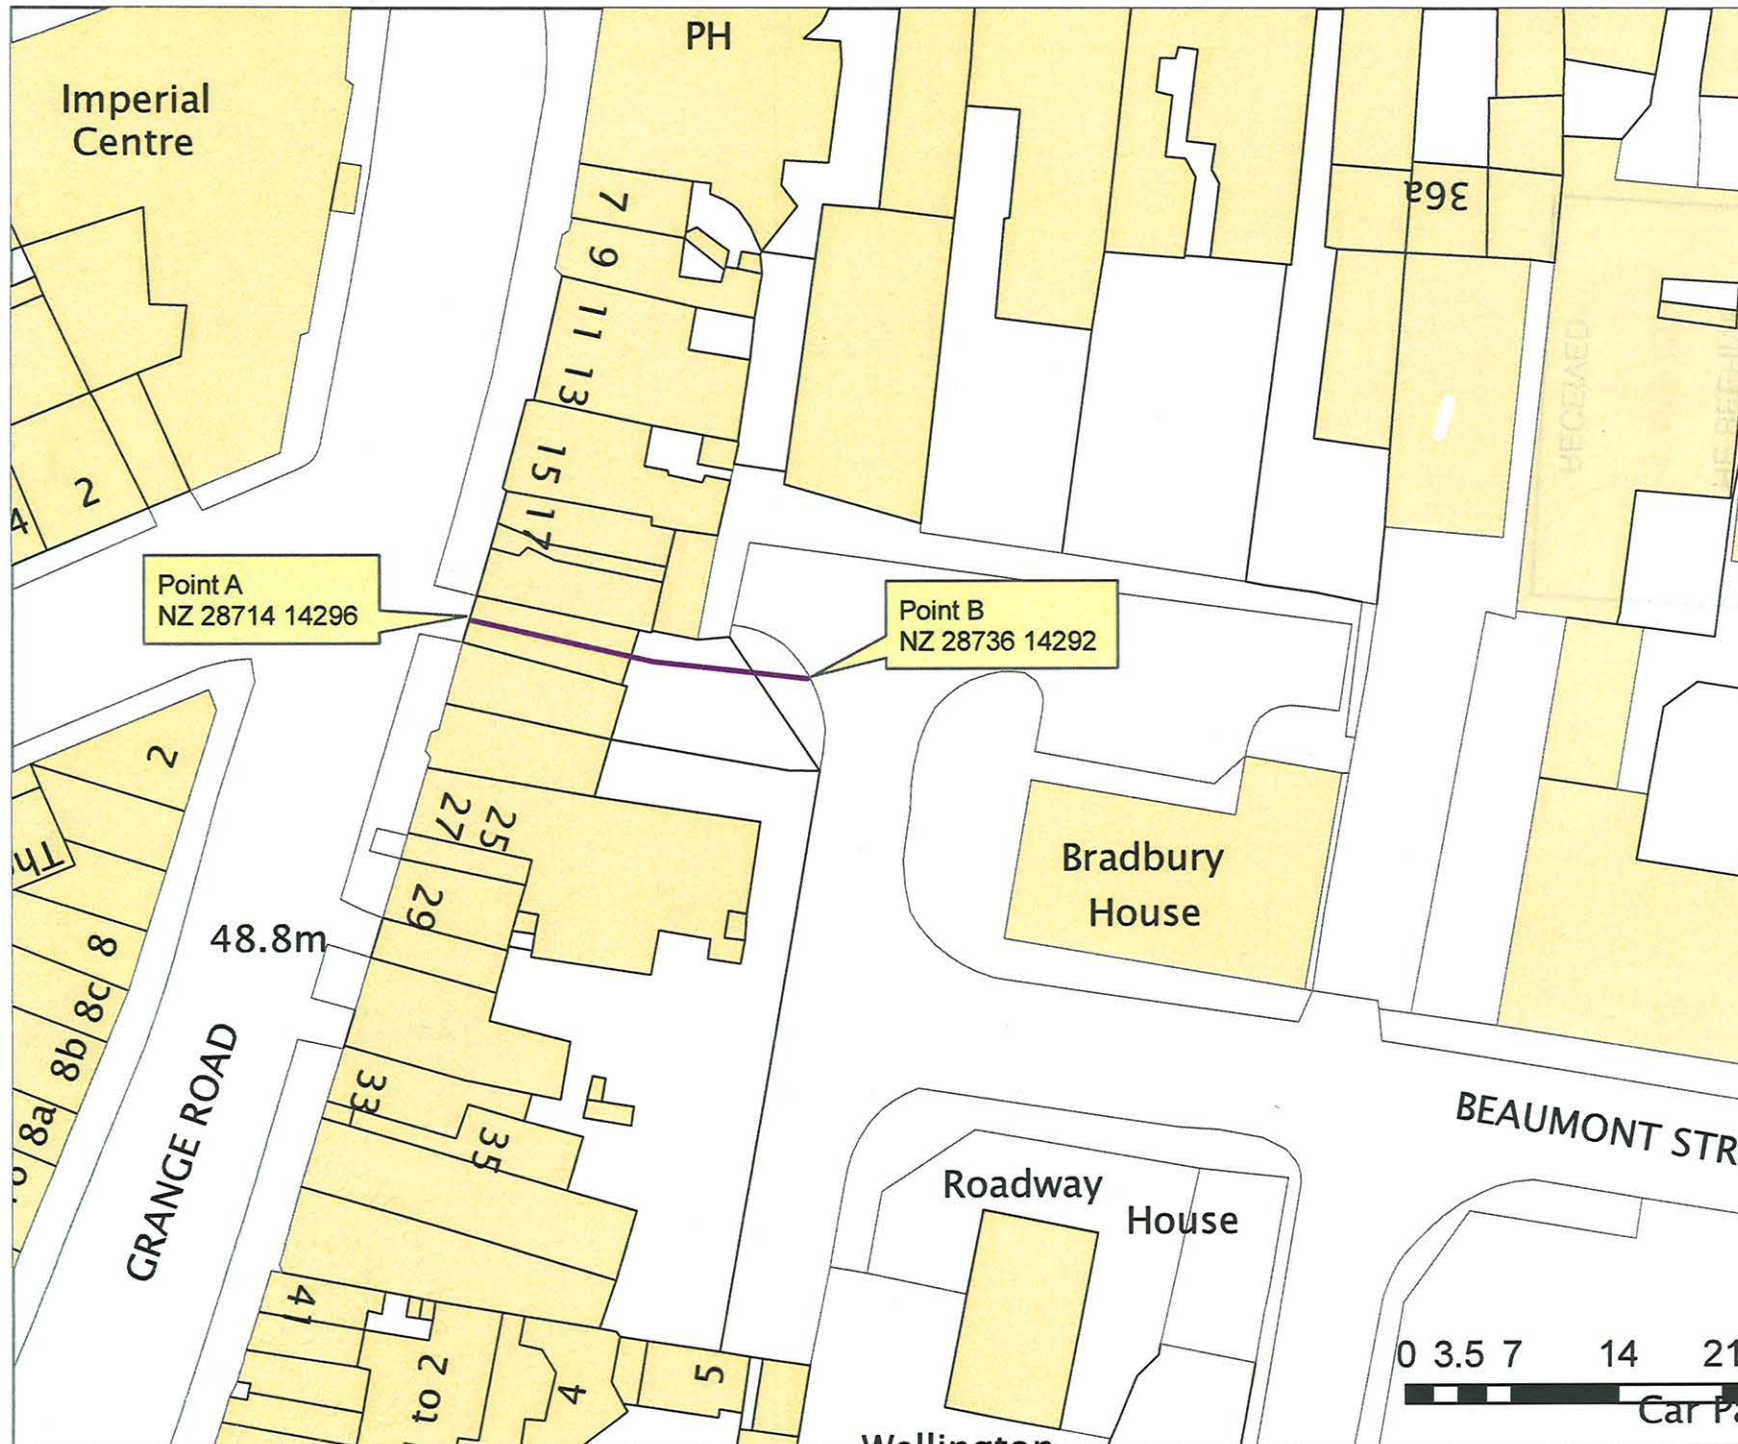 PH
Imperial
Centre
7
9
36a
11
13
15
17
2
4
RECEIVED
Point A
NZ 28714 14296
Point B
NZ 28736 14292
2
25
27
Bradbury
House
29
8
48.8m
8c
8b
8a
GRANGE ROAD
33
35
BEAUMONT STR
Roadway
House
41
2
to
4
5
0 3.5 7 14 21
Car Pa
Wellington